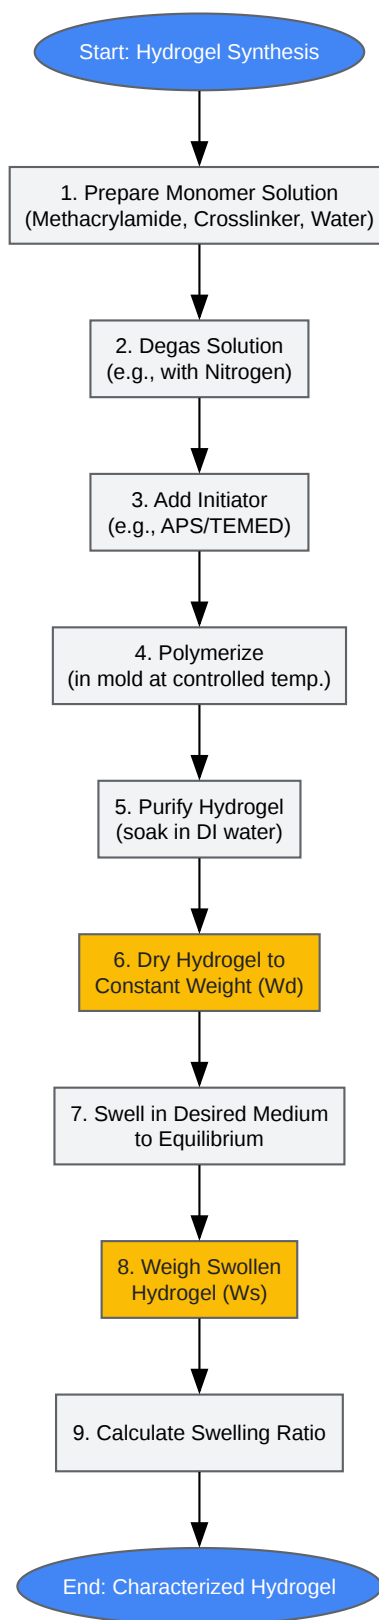 Start: Hydrogel Synthesis
1. Prepare Monomer Solution
(Methacrylamide, Crosslinker, Water)
2. Degas Solution
(e.g., with Nitrogen)
3. Add Initiator
(e.g., APS/TEMED)
4. Polymerize
(in mold at controlled temp.)
5. Purify Hydrogel
(soak in DI water)
6. Dry Hydrogel to
Constant Weight (Wd)
7. Swell in Desired Medium
to Equilibrium
8. Weigh Swollen
Hydrogel (Ws)
9. Calculate Swelling Ratio
End: Characterized Hydrogel